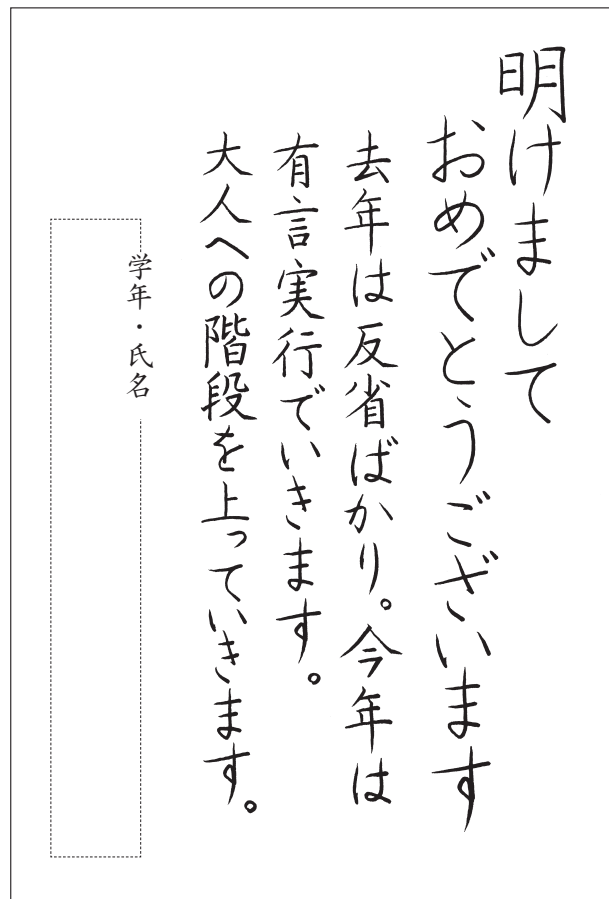 明けまして
おめでとうございます
去年は反省ばかり。今年は
有言実行でいきます。
大人への階段を上っていきます。
学年・氏名